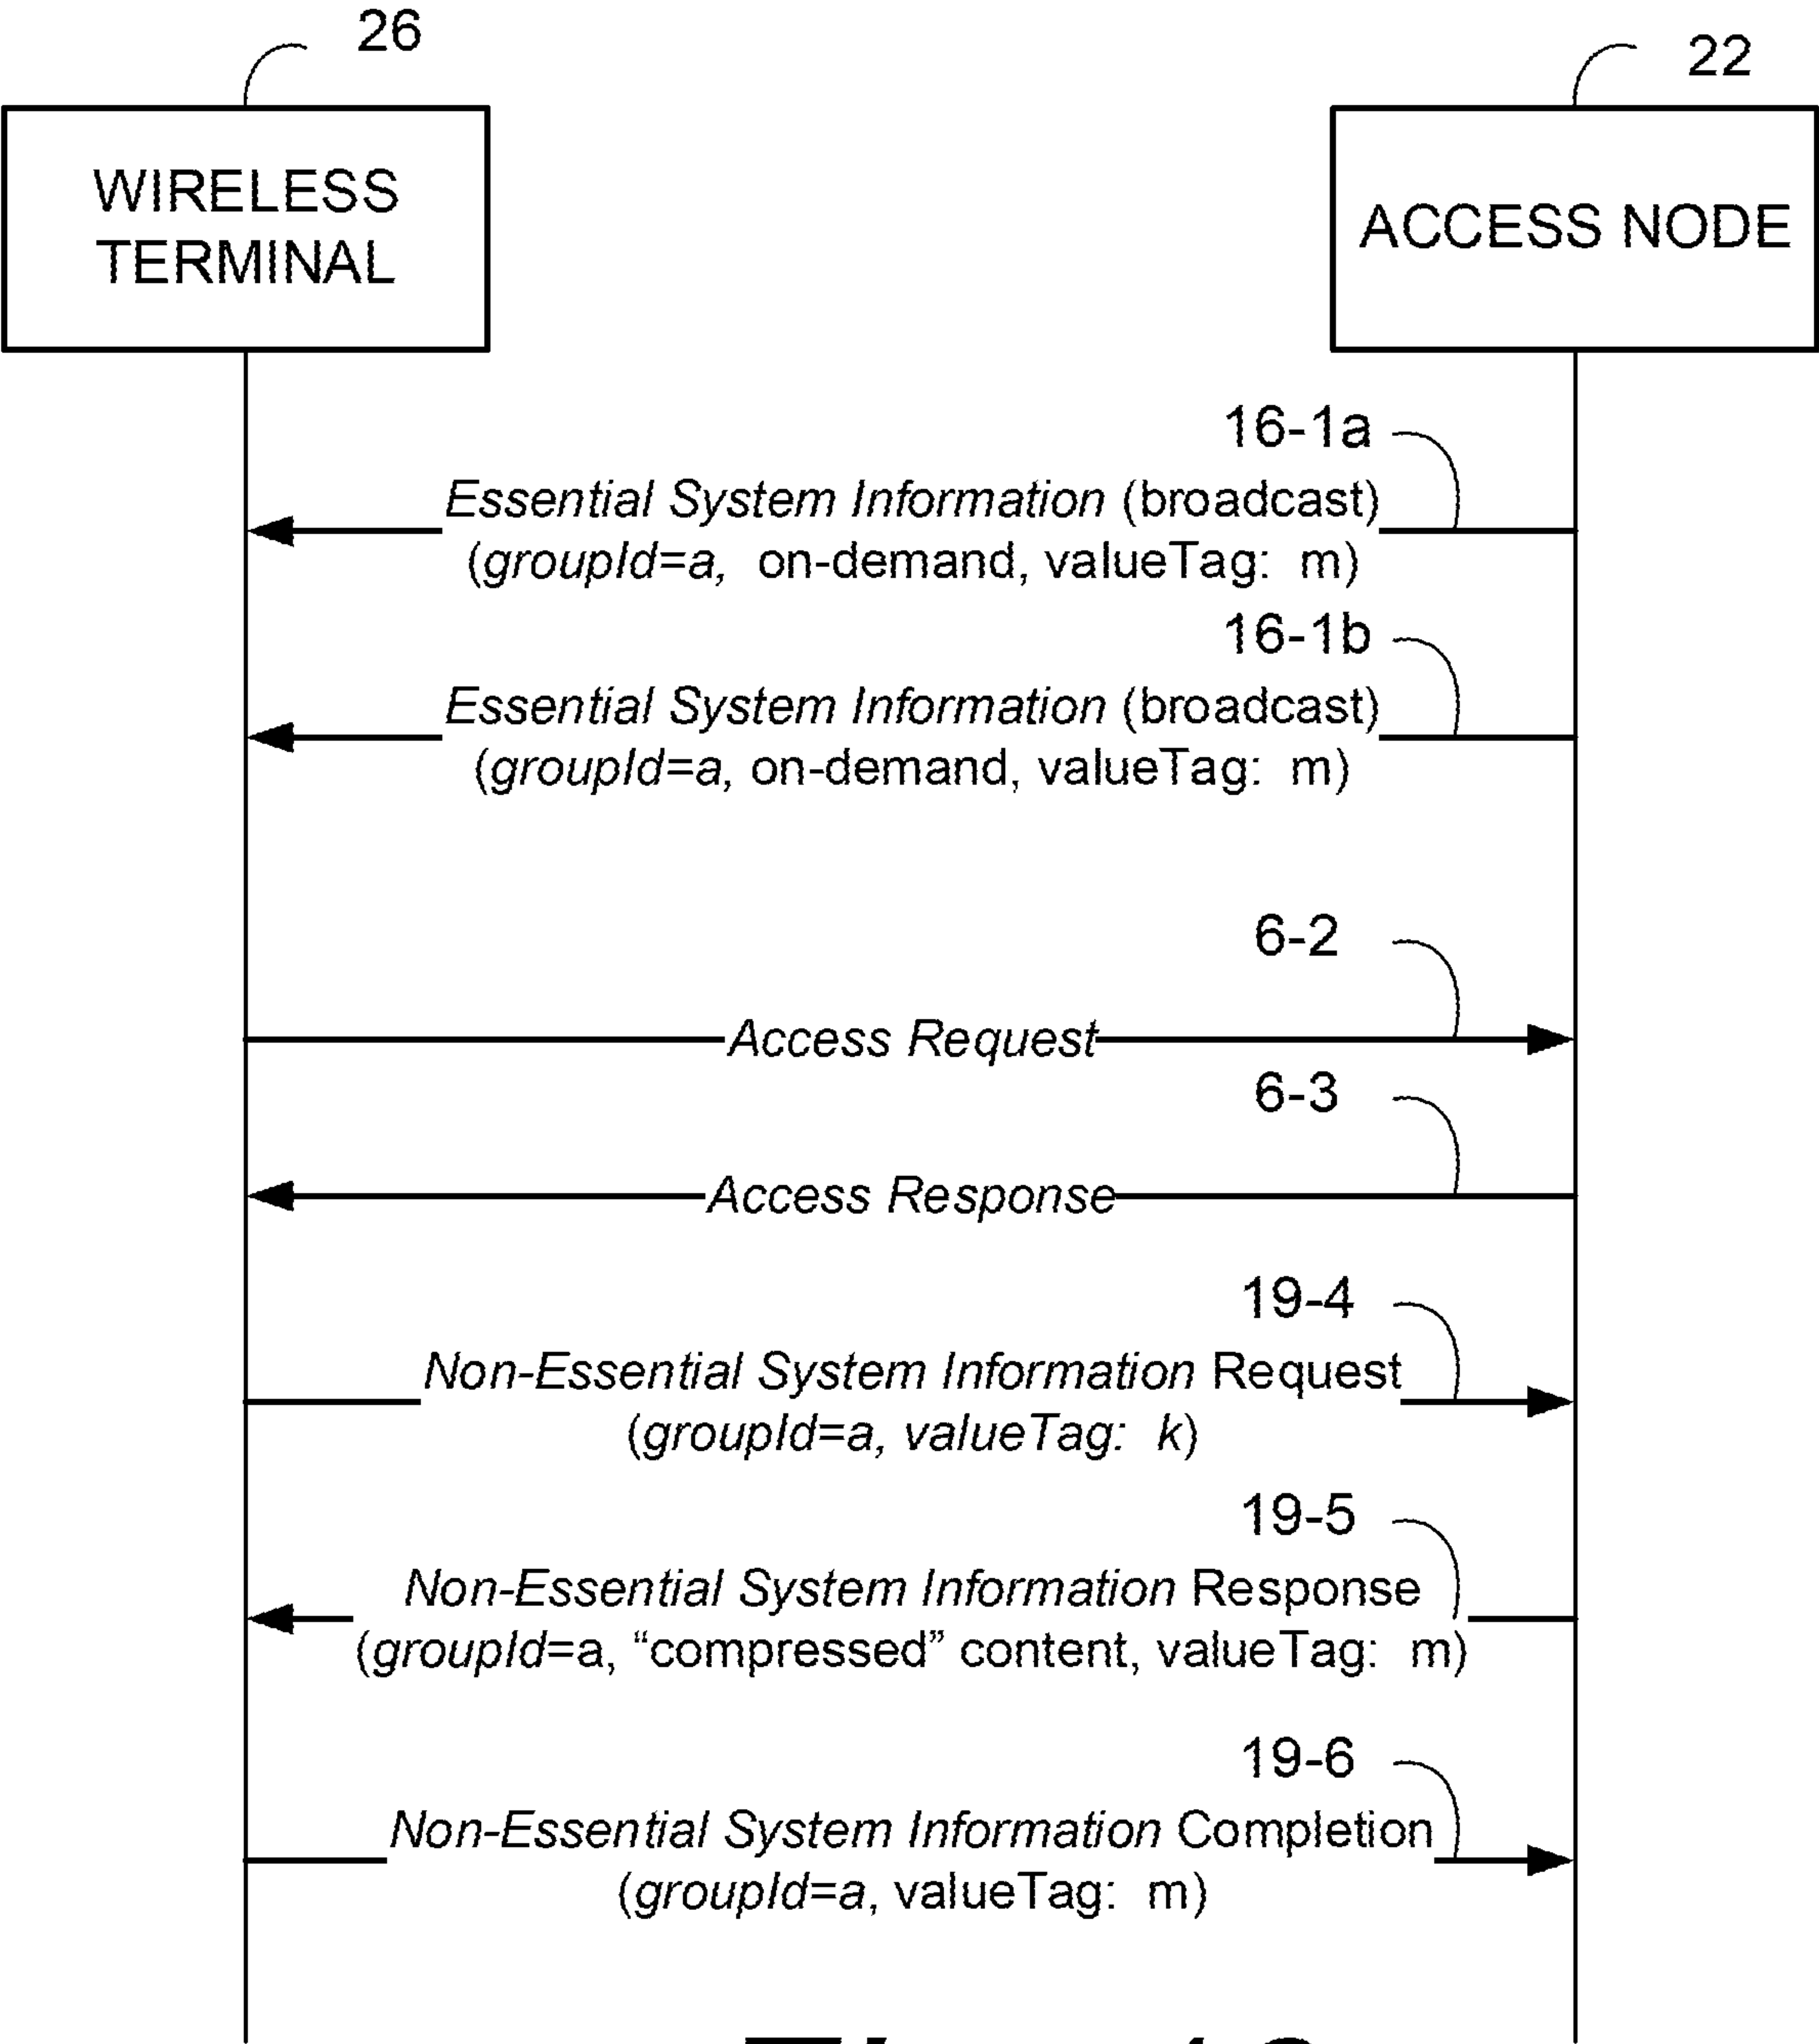 26
22
WIRELESS
TERMINAL
ACCESS NODE
16-1a
Essential System Information (broadcast)
(groupId=a, on-demand, valueTag: m)
16-1b
Essential System Information (broadcast)
(groupId=a, on-demand, valueTag: m)
6-2
Access Request
6-3
Access Response
19-4
Non-Essential System Information Request
(groupId=a, valueTag: k)
19-5
Non-Essential System Information Response
(groupId=a, “compressed” content, valueTag: m)
19-6
Non-Essential System Information Completion
(groupId=a, valueTag: m)